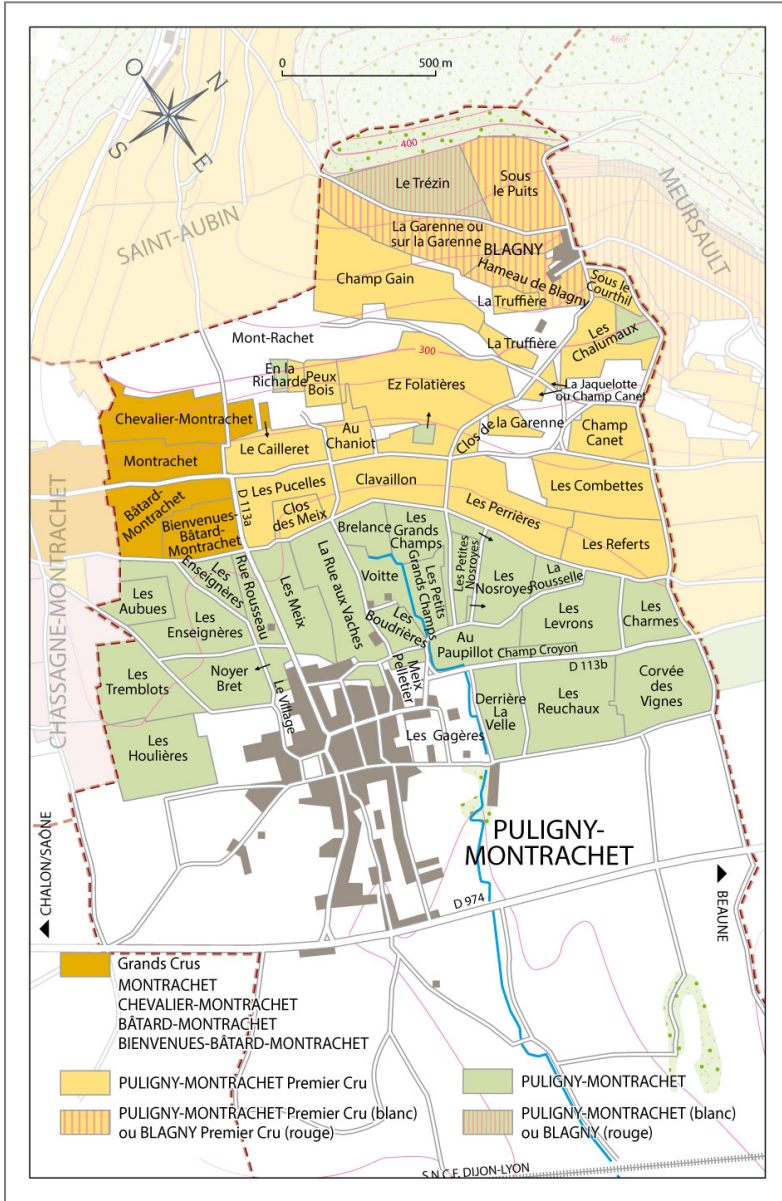 O
N
S
E
0
500 m
460
400
Le Trézin
Sous
le Puits
MEURSAULT
SAINT-AUBIN
La Garenne ou
sur la Garenne
BLAGNY
Hameau de Blagny
Champ Gain
La Truffière
Sous le
Courthil
Mont-Rachet
La Truffière
Les
Chalumaux
300
En la
Richarde
Peux
Bois
Ez Folatières
La Jaquelotte
ou Champ Canet
Chevalier-Montrachet
Au
Chaniot
Clos de la Garenne
Champ
Canet
Le Cailleret
Montrachet
Clavaillon
Les Combettes
Les Pucelles
Clos
des Meix
D 113a
Bâtard-
Montrachet
Bienvenues-
Bâtard-
Montrachet
Les Perrières
Les Referts
Brelance
Les
Grands
Champs
Voitte
Les Petits
Grands Champs
Les Petites
Nosroyes
Les
Nosroyes
La
Rousselle
Les
Enseignères
Rue Rousseau
Les Meix
La Rue aux Vaches
Les
Aubues
Les
Enseignères
Les
Boudrières
Au
Paupillot
Les
Levrons
Les
Charmes
Champ Croyon
D 113b
CHASSAGNE-MONTRACHET
Les
Tremblots
Noyer
Bret
Le Village
Meix
Pelletier
Derrière
La
Velle
Les
Reuchaux
Corvée
des
Vignes
Les
Houlières
Les Gagères
PULIGNY-
MONTRACHET
CHALON/SAÔNE
BEAUNE
D 974
Grands Crus
MONTRACHET
CHEVALIER-MONTRACHET
BÂTARD-MONTRACHET
BIENVENUES-BÂTARD-MONTRACHET
PULIGNY-MONTRACHET Premier Cru
PULIGNY-MONTRACHET
PULIGNY-MONTRACHET Premier Cru (blanc)
ou BLAGNY Premier Cru (rouge)
PULIGNY-MONTRACHET (blanc)
ou BLAGNY (rouge)
S.N.C.F. DIJON-LYON